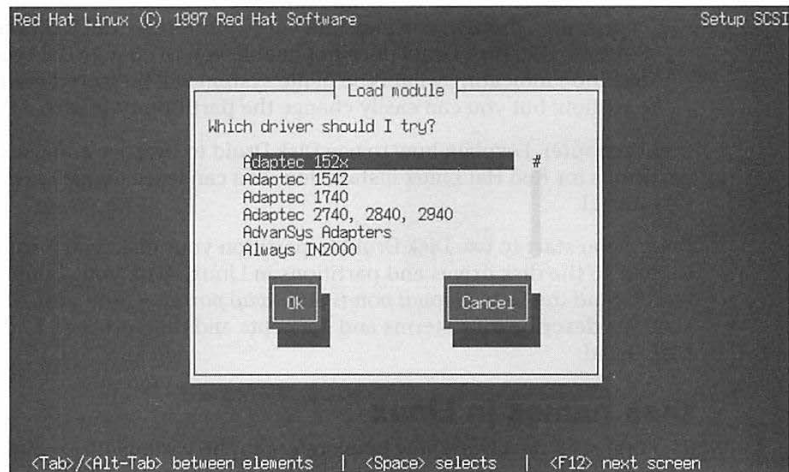 Red Hat Linux (C) 1997 Red Hat Software Setup SCSI
Load module
Which driver should I try?
Adaptec 152x #
Adaptec 1542
Adaptec 1740
Adaptec 2740, 2840, 2940
AdvanSys Adapters
Always IN2000
Ok Cancel
<Tab>/<Alt-Tab> between elements | <Space> selects | <F12> next screen